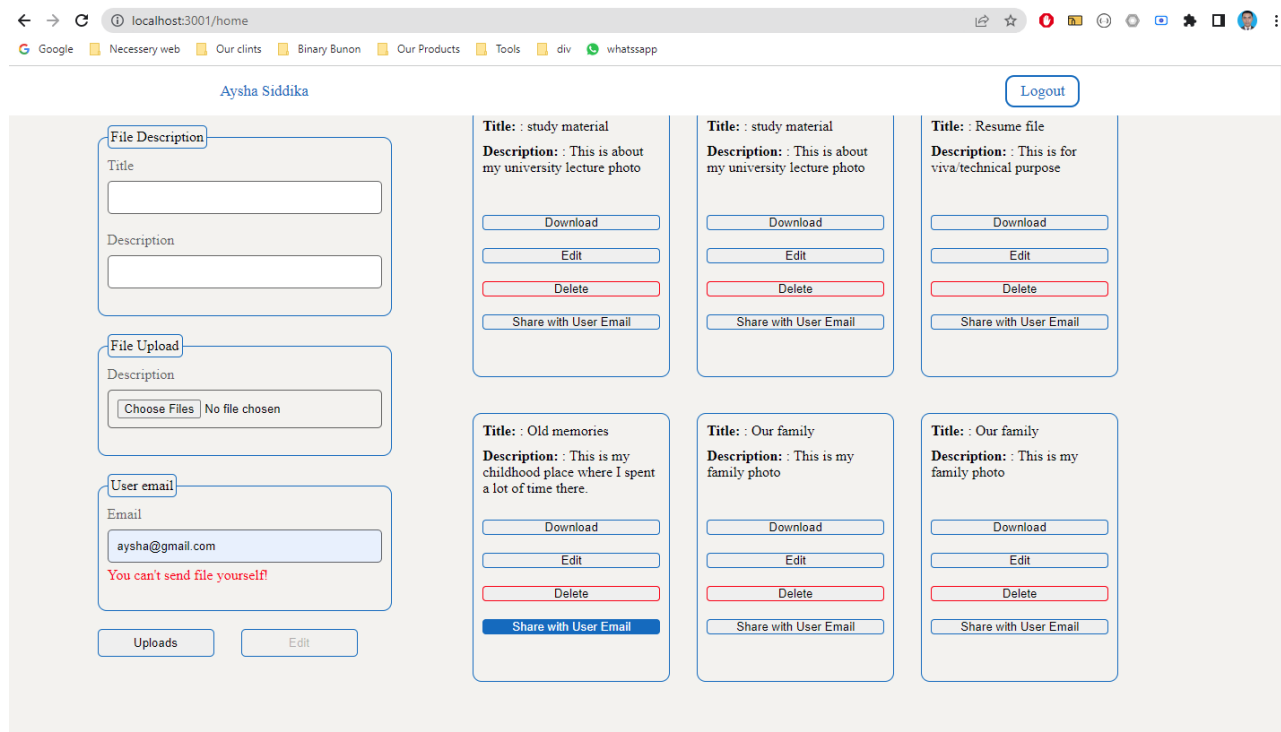 localhost:3001/home
Google Necessery web Our clints Binary Bunon Our Products Tools div whatssapp
Aysha Siddika
Logout
File Description
Title
Description
File Upload
Description
Choose Files No file chosen
User email
Email
aysha@gmail.com
You can't send file yourself!
Uploads
Edit
Title: : study material
Description: : This is about
my university lecture photo
Download
Edit
Delete
Share with User Email
Title: : study material
Description: : This is about
my university lecture photo
Download
Edit
Delete
Share with User Email
Title: : Resume file
Description: : This is for
viva/technical purpose
Download
Edit
Delete
Share with User Email
Title: : Old memories
Description: : This is my
childhood place where I spent
a lot of time there.
Download
Edit
Delete
Share with User Email
Title: : Our family
Description: : This is my
family photo
Download
Edit
Delete
Share with User Email
Title: : Our family
Description: : This is my
family photo
Download
Edit
Delete
Share with User Email